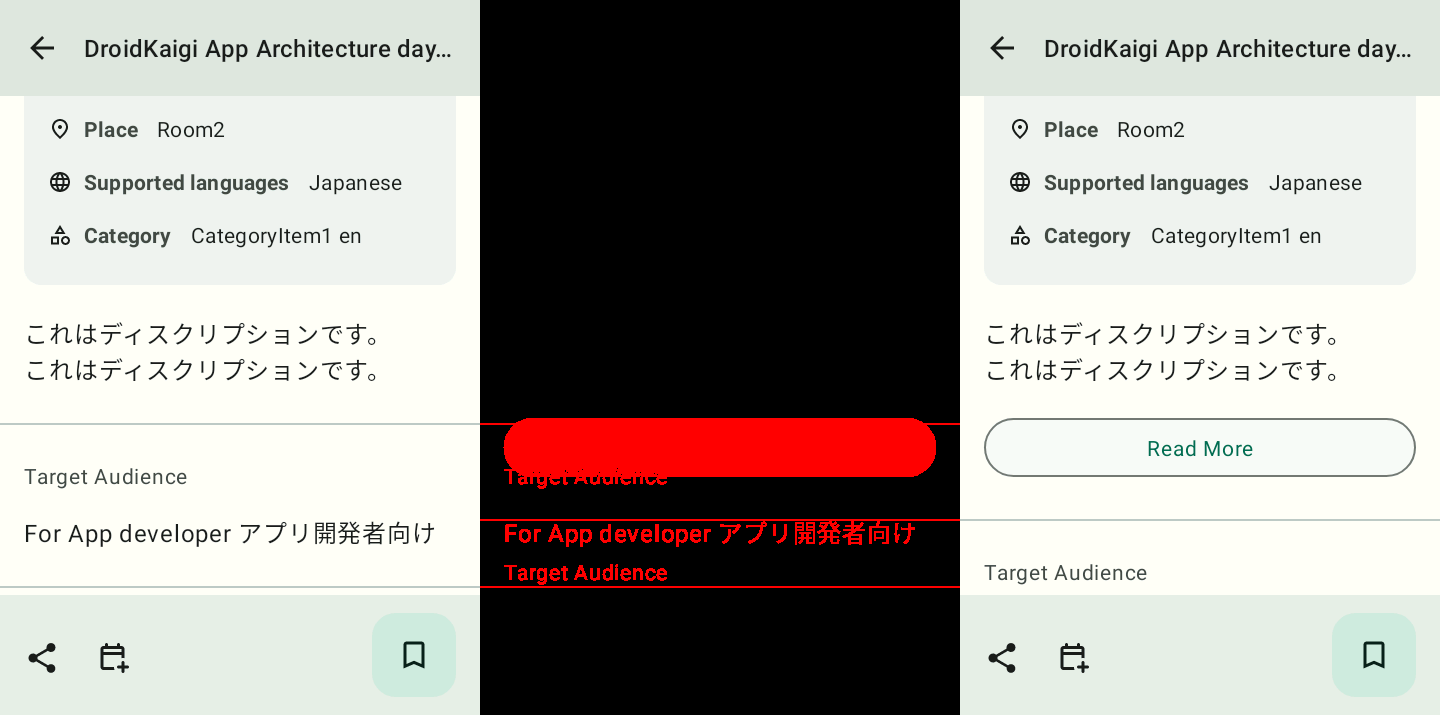 DroidKaigi App Architecture day...
Place Room2
Supported languages Japanese
Category CategoryItem1 en
これはディスクリプションです。
これはディスクリプションです。
Target Audience
For App developer アプリ開発者向け
Target Audience
For App developer アプリ開発者向け
Target Audience
DroidKaigi App Architecture day...
Place Room2
Supported languages Japanese
Category CategoryItem1 en
これはディスクリプションです。
これはディスクリプションです。
Read More
Target Audience